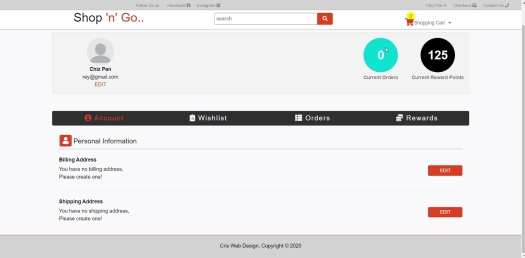 Follow Us on Facebook Instagram Chiz Pen Checkout Contact Us
Shop 'n' Go..
search
0
Shopping Cart
Chiz Pen
ray@gmail.com
EDIT
0
125
Current Orders
Current Reward Points
Account
Wishlist
Orders
Rewards
Personal Information
Billing Address
You have no billing address,
Please create one!
EDIT
Shipping Address
You have no shipping address,
Please create one!
EDIT
Cris Web Design, Copyright © 2020